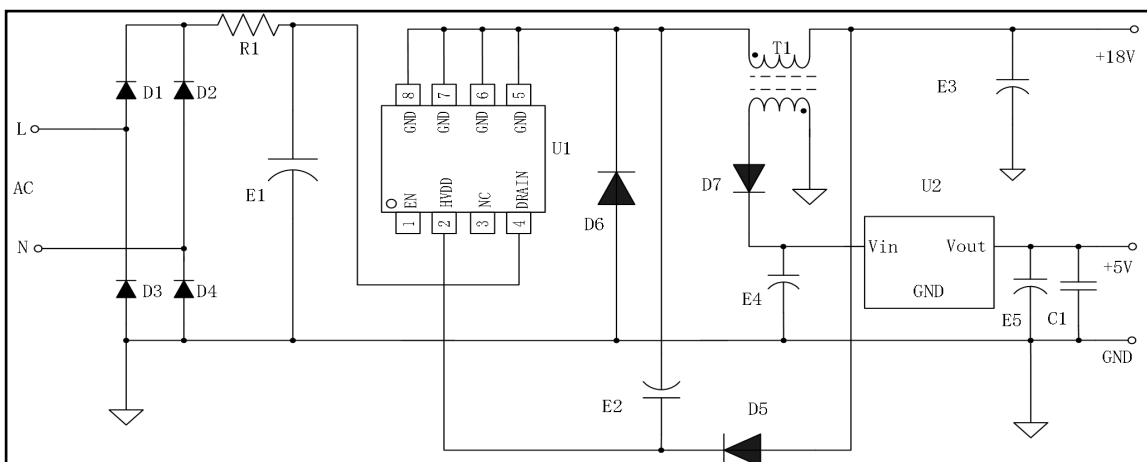 R1
T1
+18V
D1
D2
8
7
6
5
GND
GND
GND
GND
E3
L
U1
AC
E1
D7
U2
EN
HVDD
NC
DRAIN
D6
1
2
3
4
N
Vin
Vout
+5V
D3
D4
E4
GND
E5
C1
GND
E2
D5